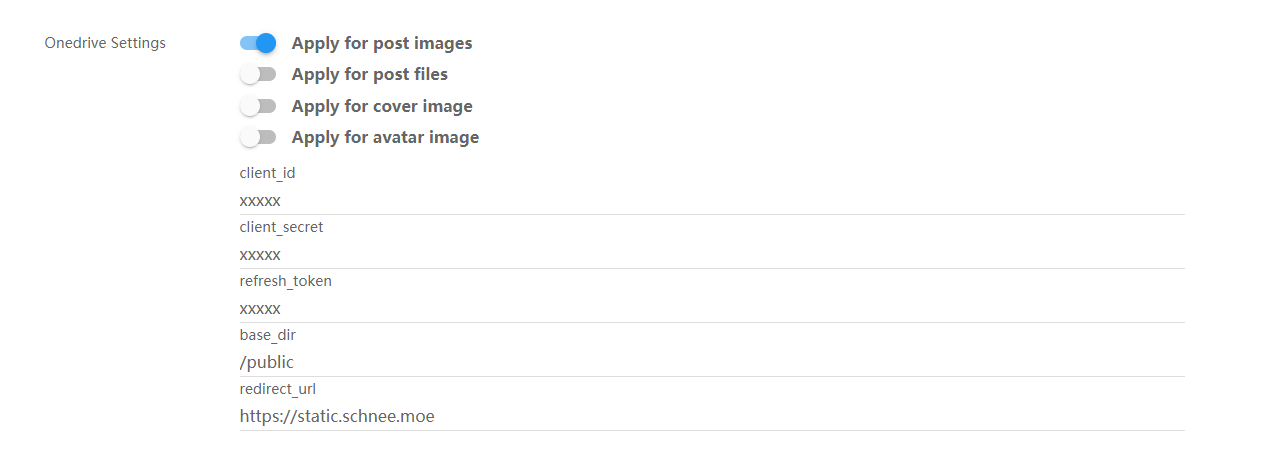 Onedrive Settings
Apply for post images
Apply for post files
Apply for cover image
Apply for avatar image
client_id
xxxxx
client_secret
xxxxx
refresh_token
xxxxx
base_dir
/public
redirect_url
https://static.schnee.moe